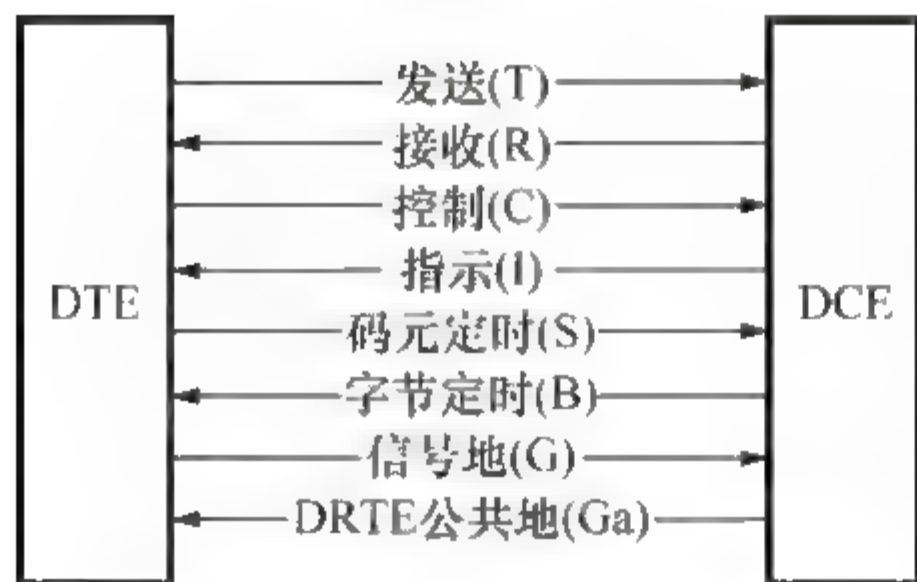 发送(T)
接收(R)
控制(C)
指示(I)
DTE
DCE
码元定时(S)
字节定时(B)
信号地(G)
DRTE公共地(Ga)